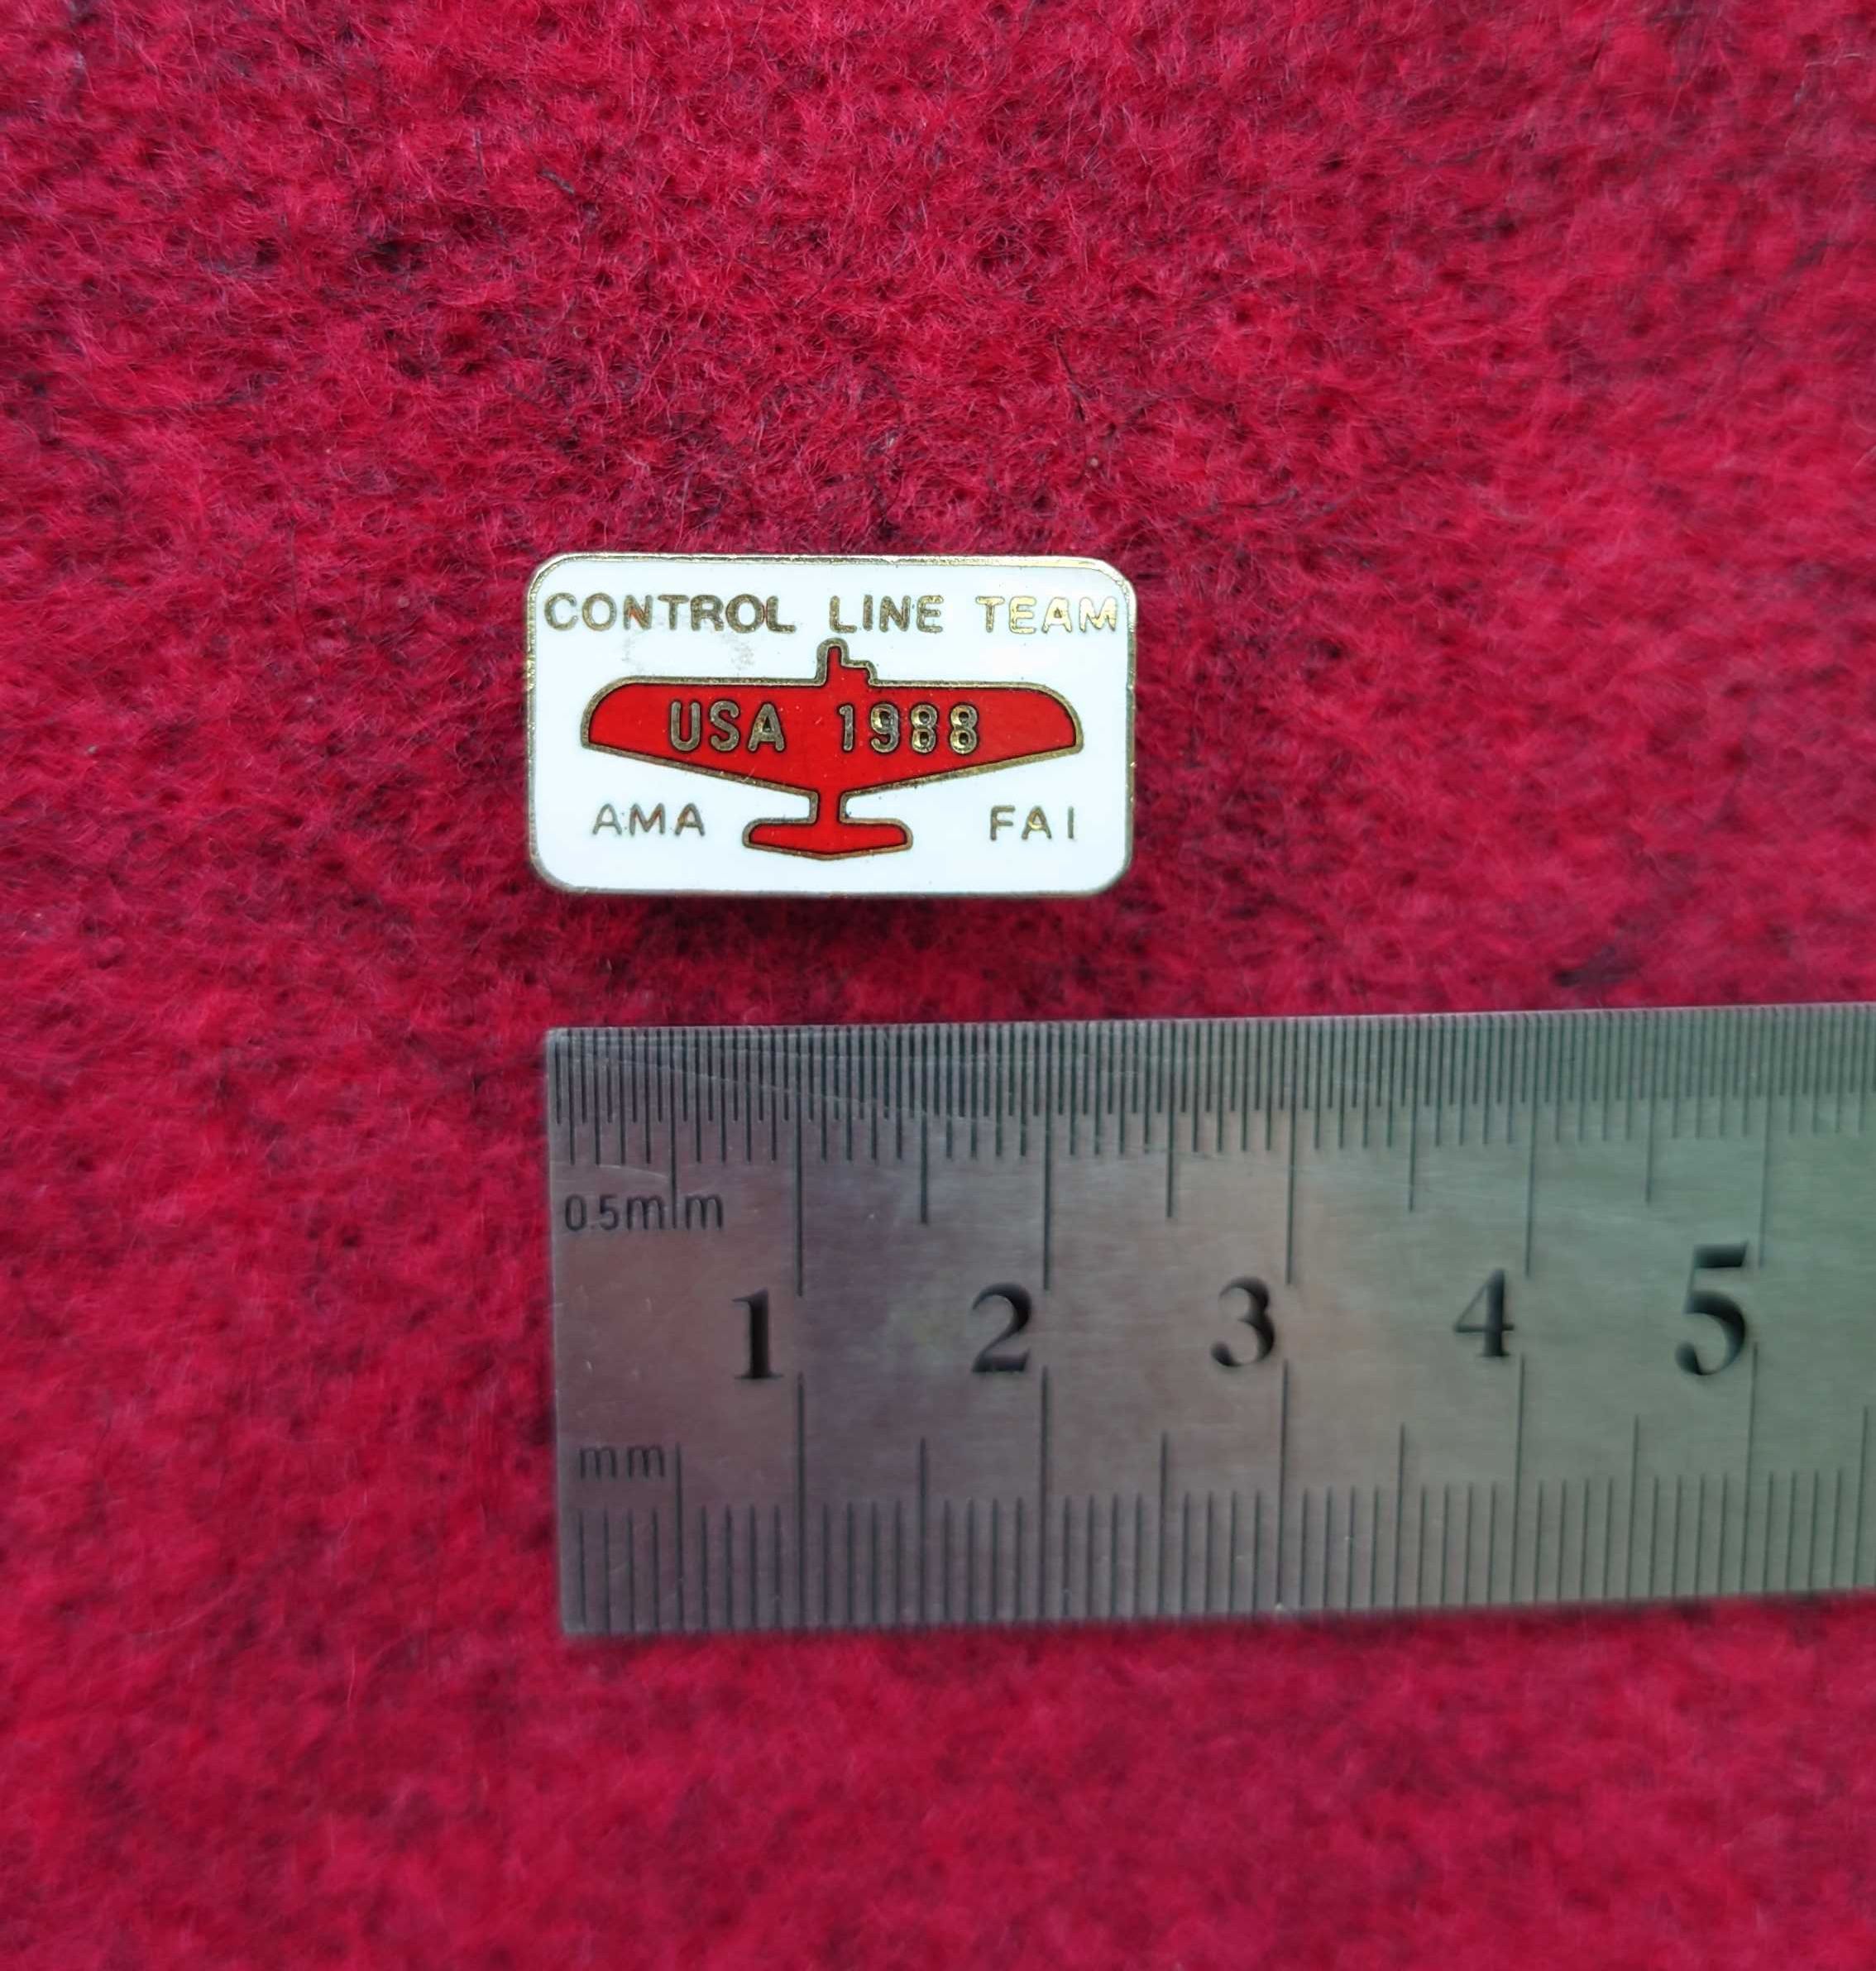 CONTROL LINE TEAM
USA 1988
AMA FAI
0.5mm
1 2 3 4 5
mm